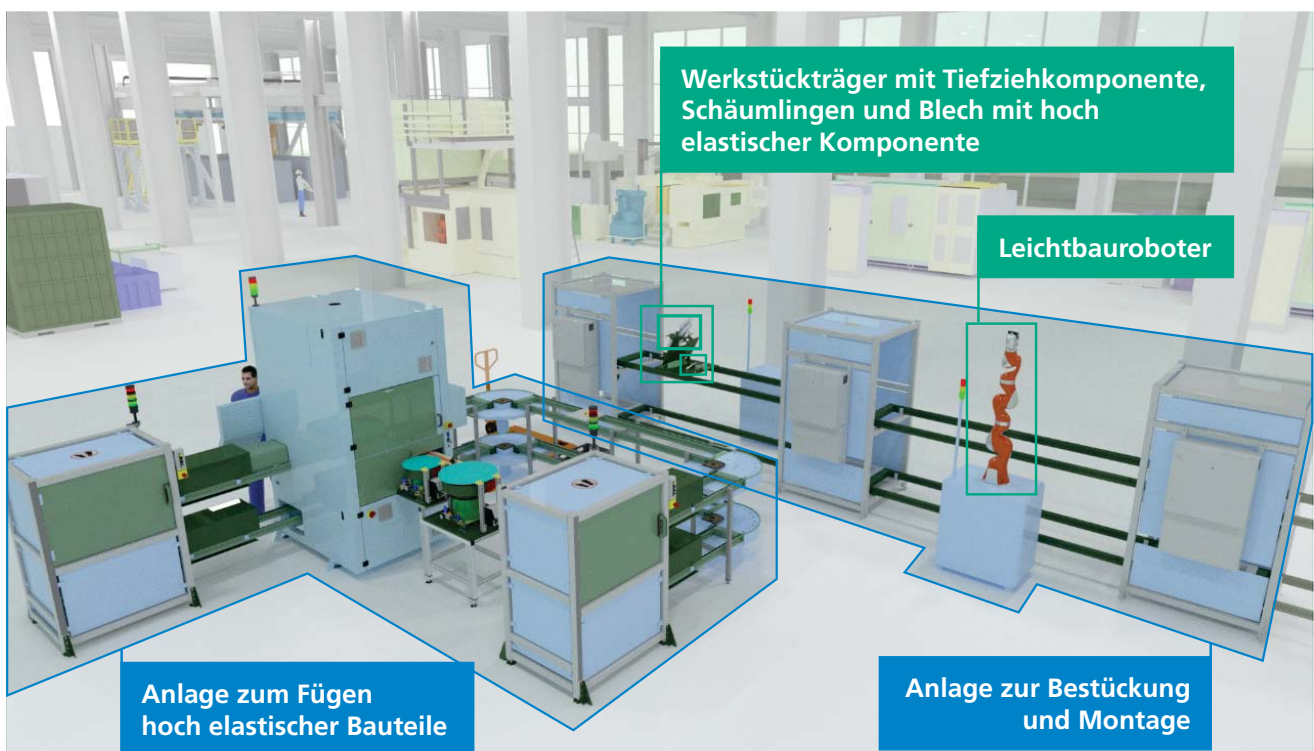 Werkstückträger mit Tiefziehkomponente,
Schäumlingen und Blech mit hoch
elastischer Komponente
Leichtbauroboter
Anlage zum Fügen
hoch elastischer Bauteile
Anlage zur Bestückung
und Montage